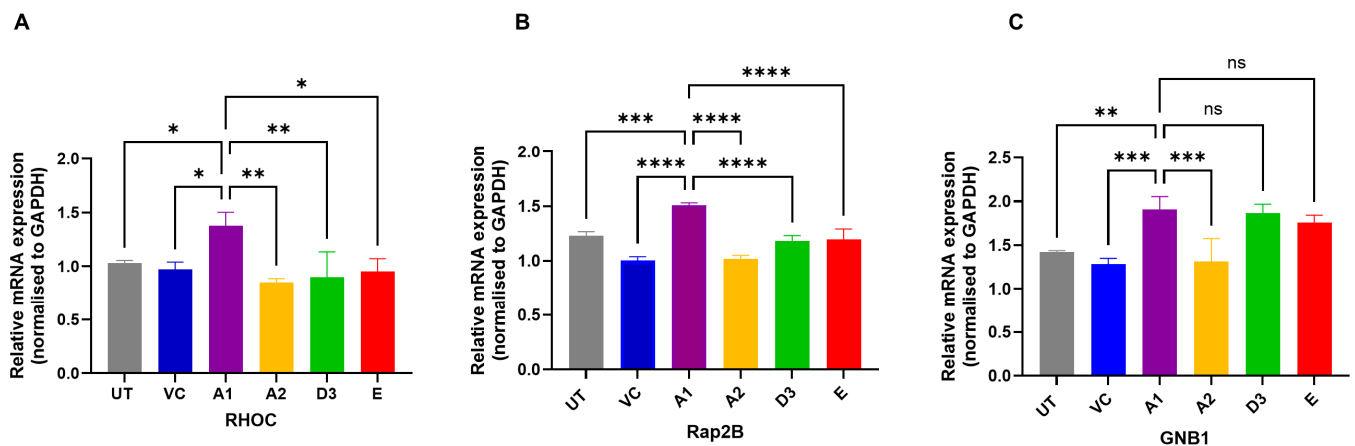 A
B
C
*
****
ns
*
**
***
****
**
ns
*
**
****
****
***
***
Relative mRNA expression
(normalised to GAPDH)
2.0
1.5
1.0
0.5
0.0
UT VC A1 A2 D3 E
RHOC
Relative mRNA expression
(normalised to GAPDH)
2.0
1.5
1.0
0.5
0.0
UT VC A1 A2 D3 E
Rap2B
Relative mRNA expression
(normalised to GAPDH)
2.5
2.0
1.5
1.0
0.5
0.0
UT VC A1 A2 D3 E
GNB1